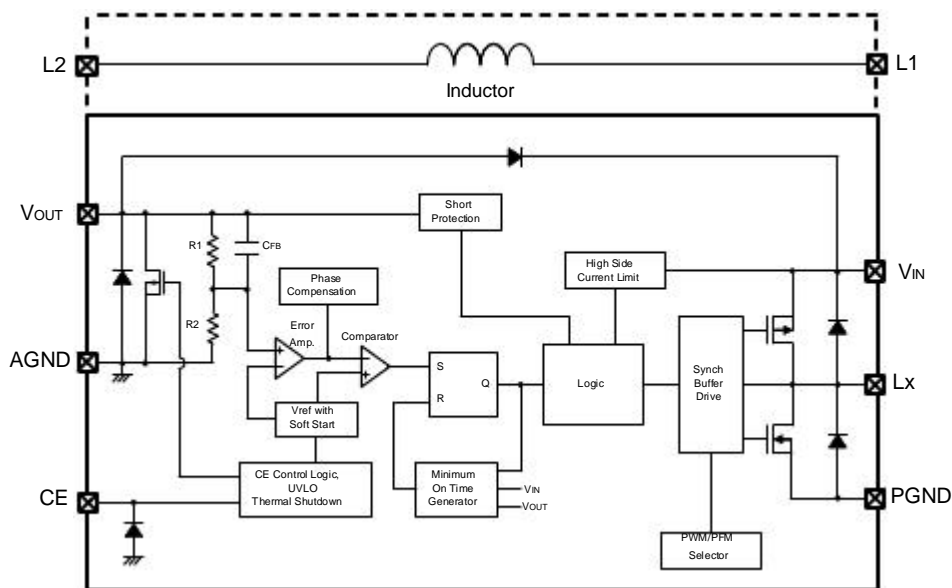 L2
L1
Inductor
VOUT
Short
Protection
R1
CFB
High Side
Current Limit
VIN
Phase
Compensation
R2
Error
Amp.
Comparator
AGND
S
Q
R
Logic
Synch
Buffer
Drive
Lx
Vref with
Soft Start
CE Control Logic,
UVLO
Thermal Shutdown
Minimum
On Time
Generator
VIN
VOUT
CE
PGND
PWM/PFM
Selector